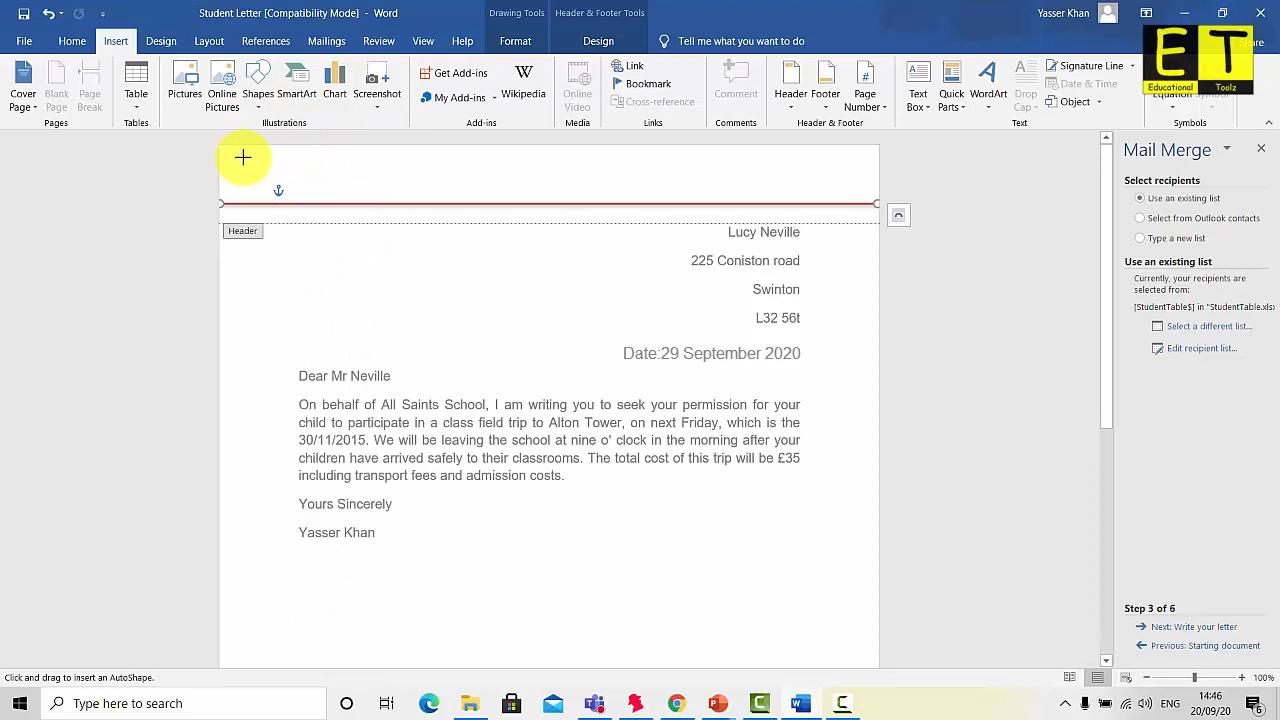 Student Letter [Compatibility Mode] - Word
Drawing Tools
Header & Footer Tools
Yasser Khan
File Home Insert Design Layout References Mailings Review View Help Format Design Tell me what you want to do
Share
Cover Page
Blank Page
Page Break
Pages
Table
Tables
Pictures
Online Pictures
Shapes
SmartArt
Chart
Screenshot
Illustrations
Get Add-ins
My Add-ins
Wikipedia
Add-ins
Online Video
Media
Link
Bookmark
Cross-reference
Links
Comment
Comments
Header
Footer
Page Number
Header & Footer
Text Box
Quick Parts
WordArt
Drop Cap
Signature Line
Date & Time
Object
Text
Equation
Symbols
ET
Educational Toolz
Header
Lucy Neville
225 Coniston road
Swinton
L32 56t
Date:29 September 2020
Dear Mr Neville
On behalf of All Saints School, I am writing you to seek your permission for your
child to participate in a class field trip to Alton Tower, on next Friday, which is the
30/11/2015. We will be leaving the school at nine o' clock in the morning after your
children have arrived safely to their classrooms. The total cost of this trip will be £35
including transport fees and admission costs.
Yours Sincerely
Yasser Khan
Mail Merge
Select recipients
Use an existing list
Select from Outlook contacts
Type a new list
Use an existing list
Currently, your recipients are
selected from:
[StudentTable$] in "StudentTable.xls
Select a different list...
Edit recipient list...
Step 3 of 6
Next: Write your letter
Previous: Starting document
Click and drag to insert an AutoShape.
100%
Type here to search
ENG
14:46
20/09/20
6